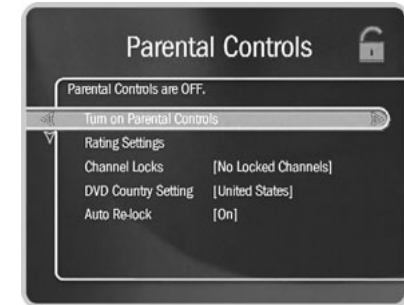 Parental Controls
Parental Controls are OFF.
Turn on Parental Controls
Rating Settings
Channel Locks [No Locked Channels]
DVD Country Setting [United States]
Auto Re-lock [On]